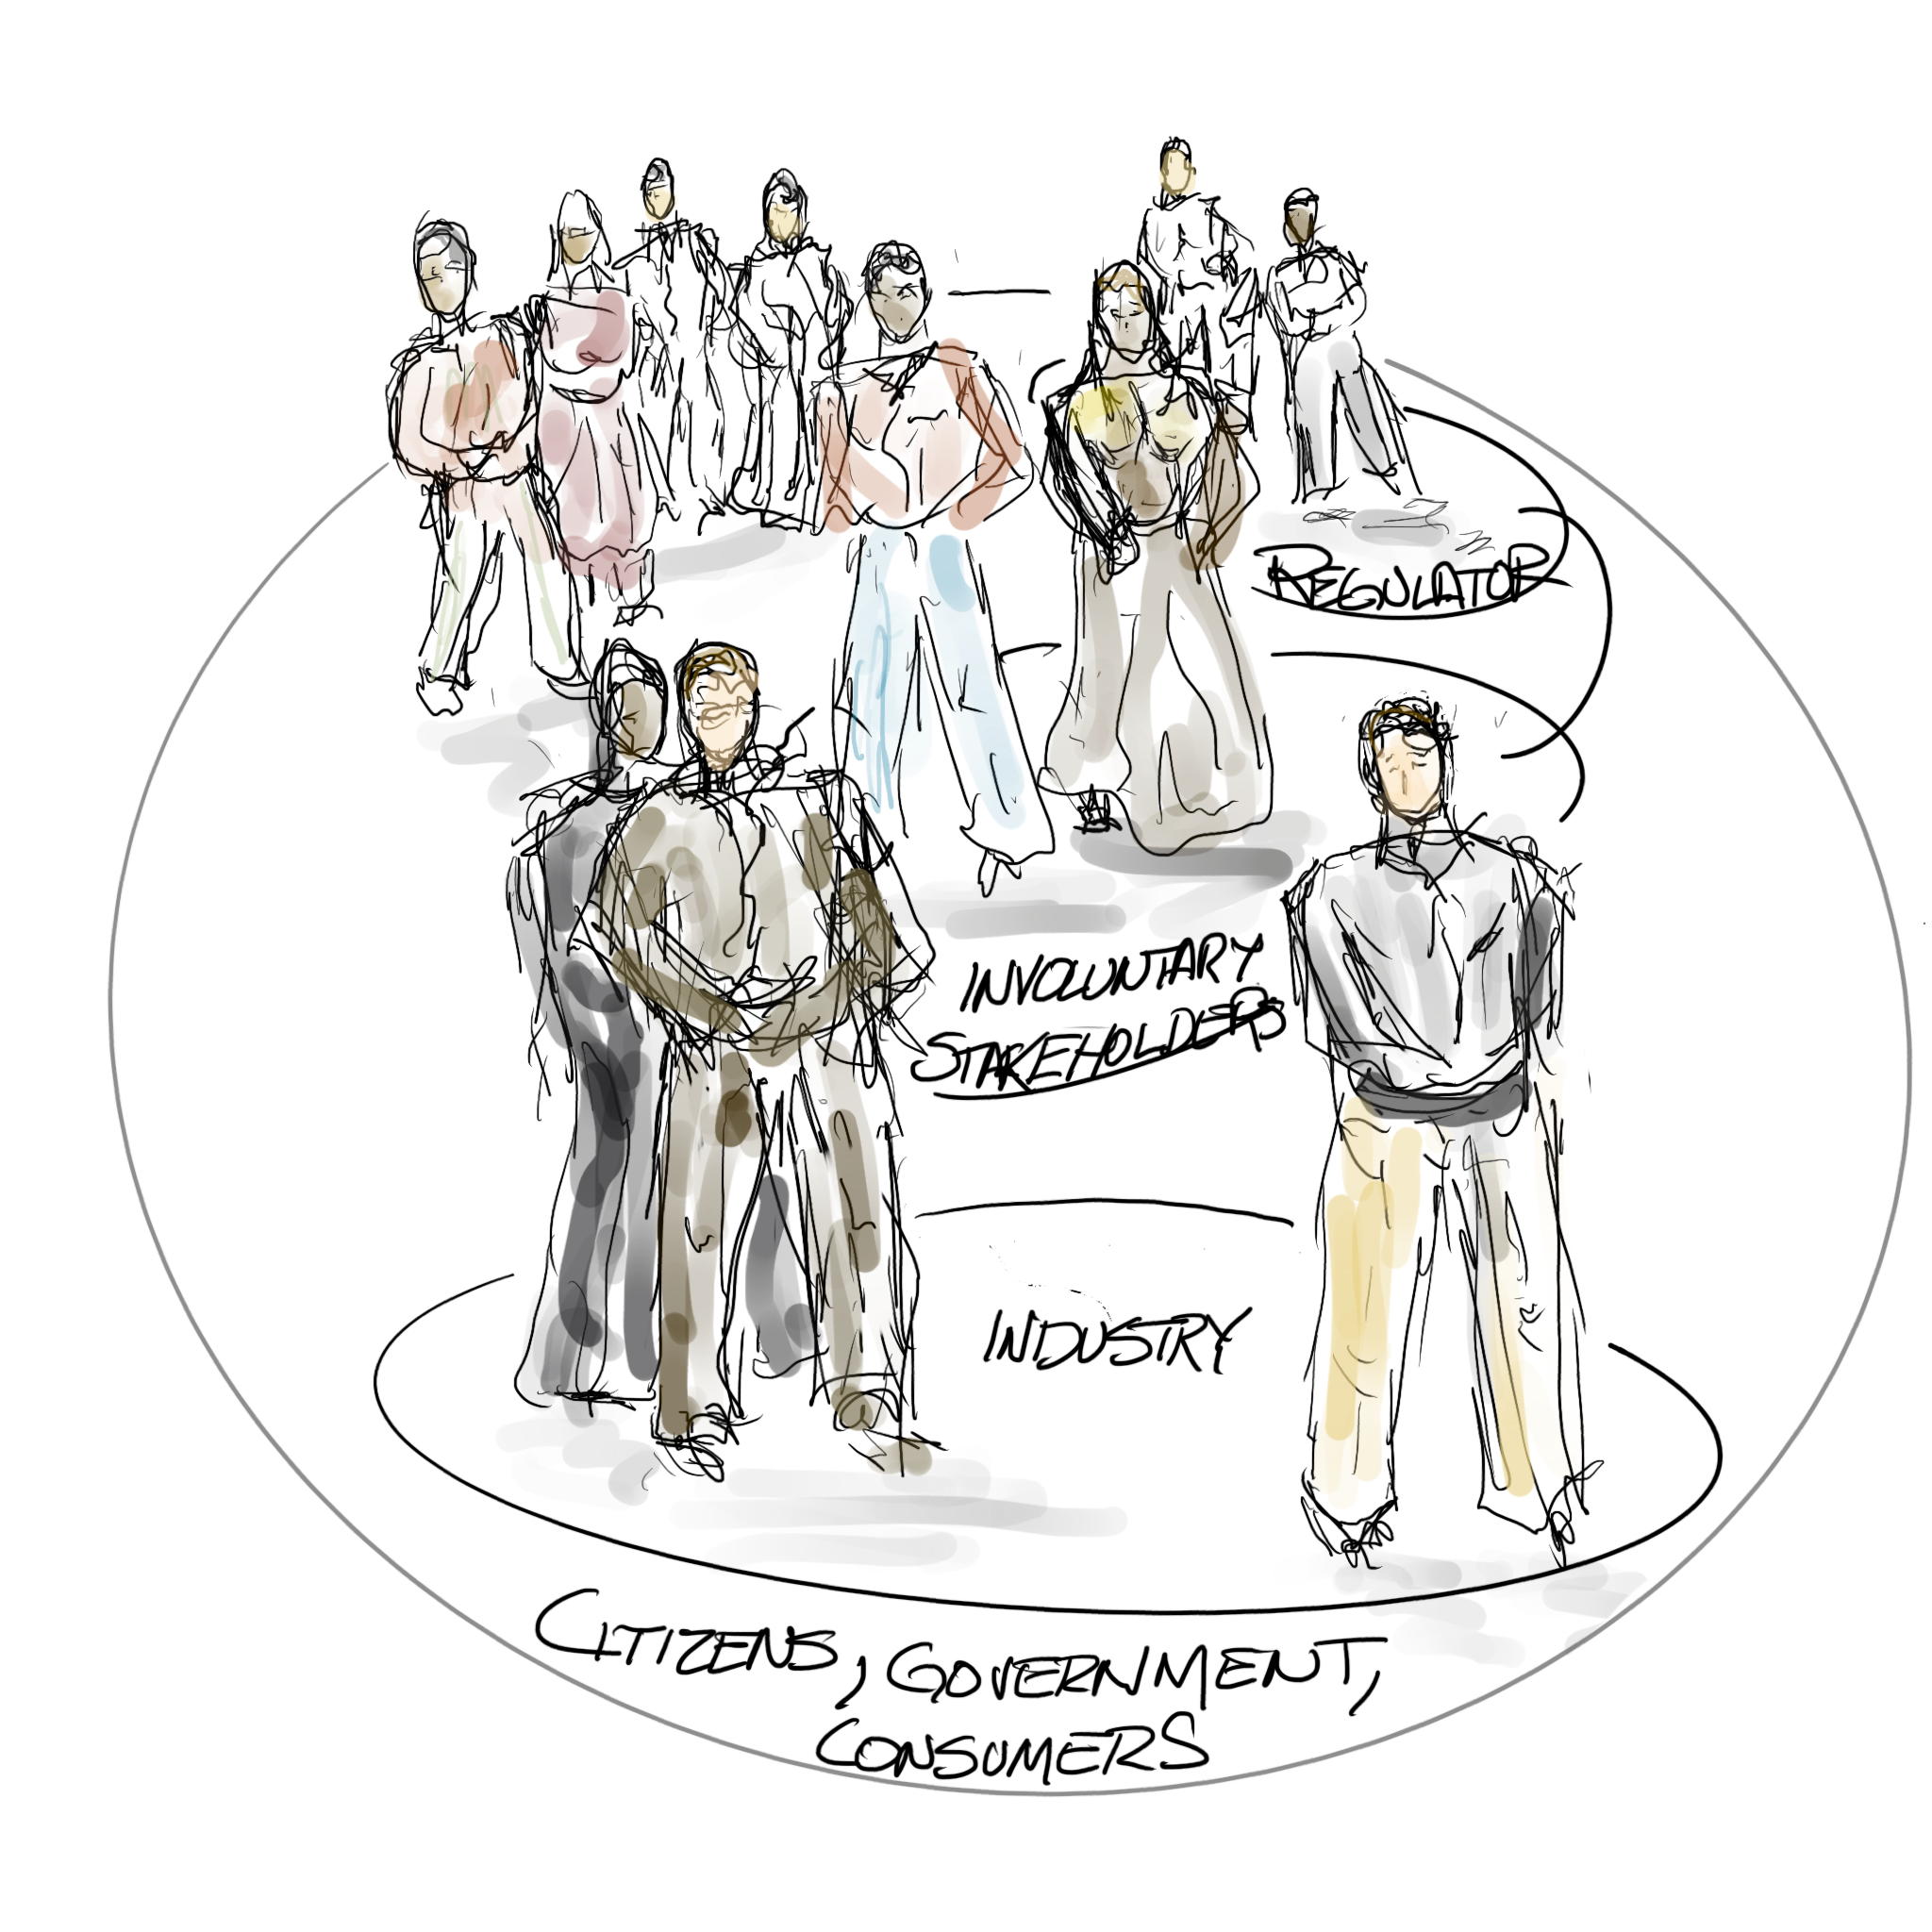 REGULATOR
INVOLUNTARY
STAKEHOLDERS
INDUSTRY
CITIZENS, GOVERNMENT,
CONSUMERS